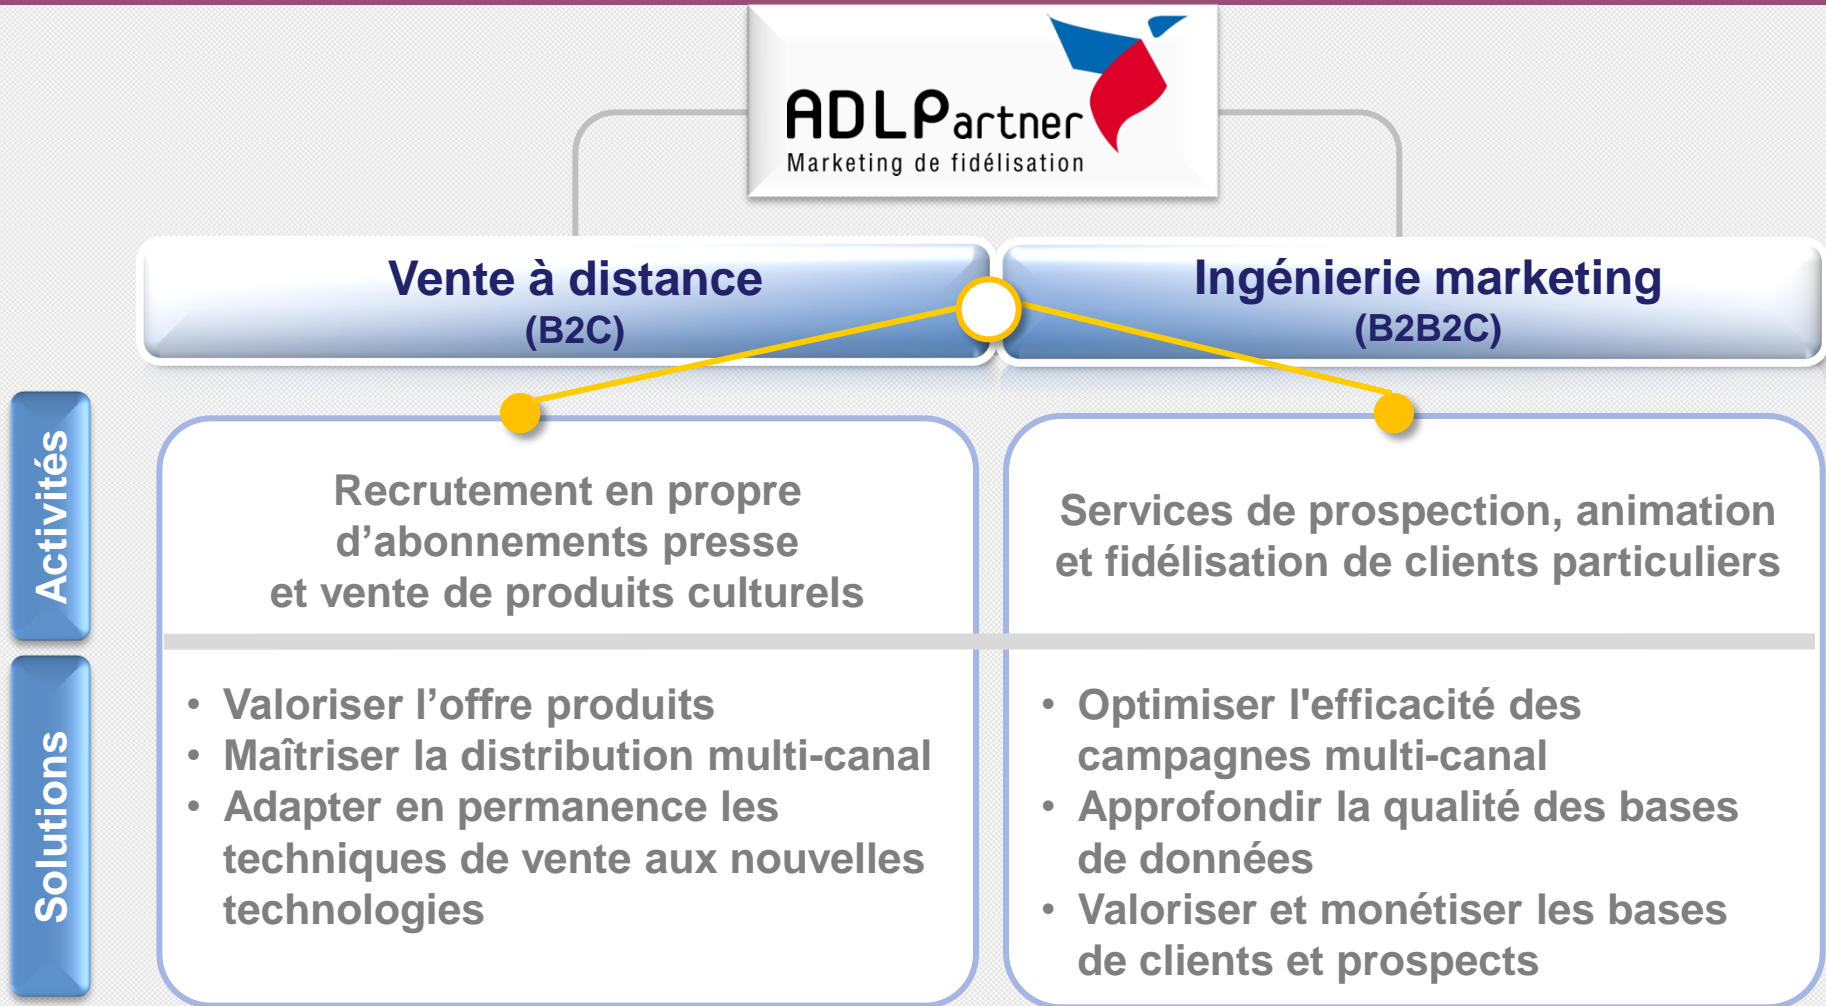 ADLPartner
Marketing de fidélisation
Vente à distance
(B2C)
Ingénierie marketing
(B2B2C)
Activités
Recrutement en propre
d’abonnements presse
et vente de produits culturels
Services de prospection, animation
et fidélisation de clients particuliers
Solutions
• Valoriser l’offre produits
• Maîtriser la distribution multi-canal
• Adapter en permanence les
techniques de vente aux nouvelles
technologies
• Optimiser l'efficacité des
campagnes multi-canal
• Approfondir la qualité des bases
de données
• Valoriser et monétiser les bases
de clients et prospects